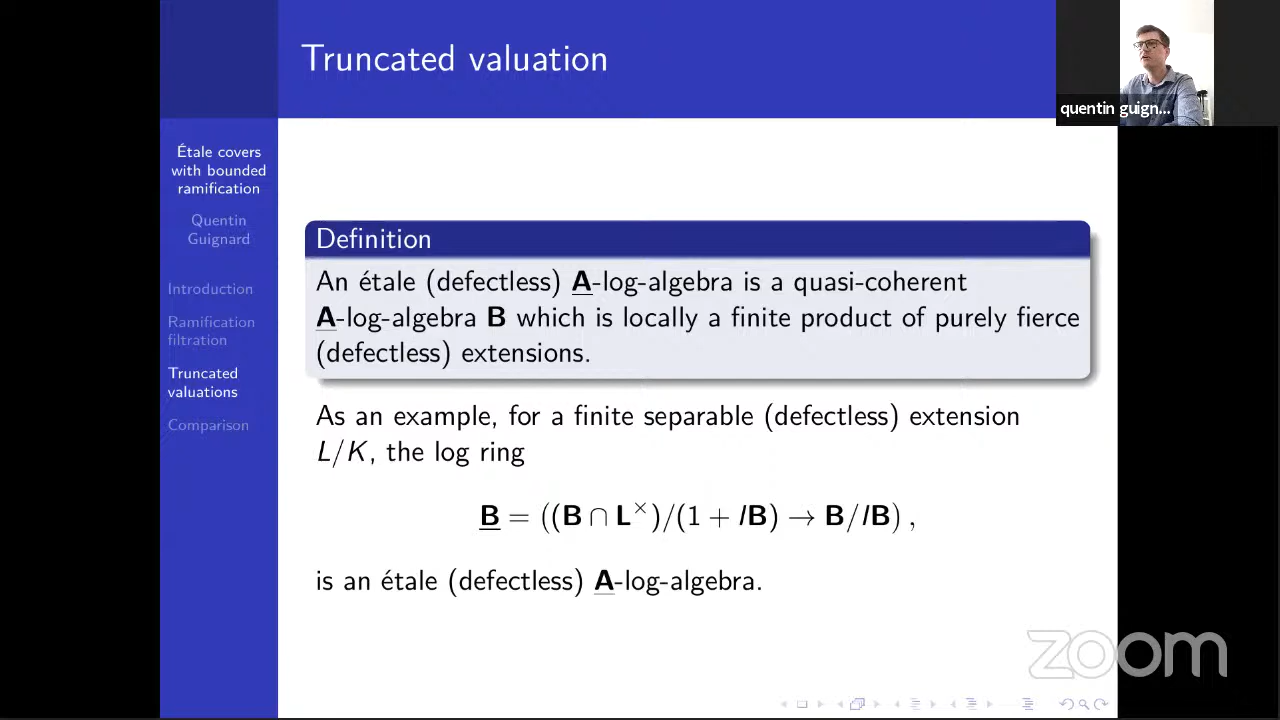 Truncated valuation
quentin guign...
Étale covers
with bounded
ramification
Quentin
Guignard
Introduction
Ramification
filtration
Truncated
valuations
Comparison
Definition
An étale (defectless) A-log-algebra is a quasi-coherent
A-log-algebra B which is locally a finite product of purely fierce
(defectless) extensions.
As an example, for a finite separable (defectless) extension
L/K, the log ring
B = ((B ∩ L×)/(1 + IB) → B/IB) ,
is an étale (defectless) A-log-algebra.
zoom